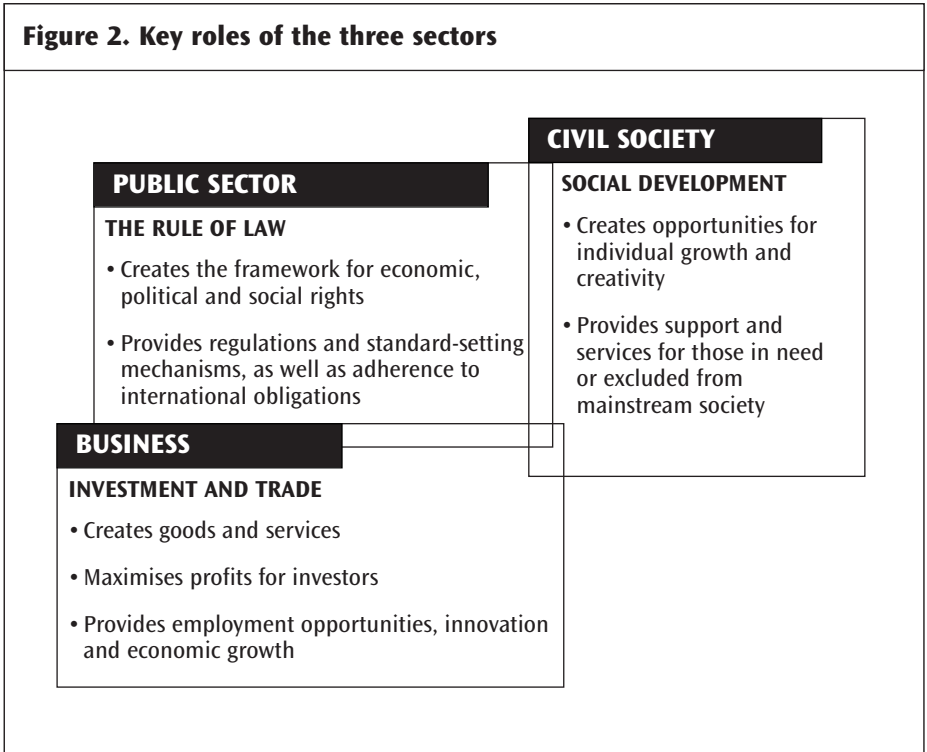 Figure 2. Key roles of the three sectors
CIVIL SOCIETY
SOCIAL DEVELOPMENT
• Creates opportunities for
individual growth and
creativity
• Provides support and
services for those in need
or excluded from
mainstream society
PUBLIC SECTOR
THE RULE OF LAW
• Creates the framework for economic,
political and social rights
• Provides regulations and standard-setting
mechanisms, as well as adherence to
international obligations
BUSINESS
INVESTMENT AND TRADE
• Creates goods and services
• Maximises profits for investors
• Provides employment opportunities, innovation
and economic growth